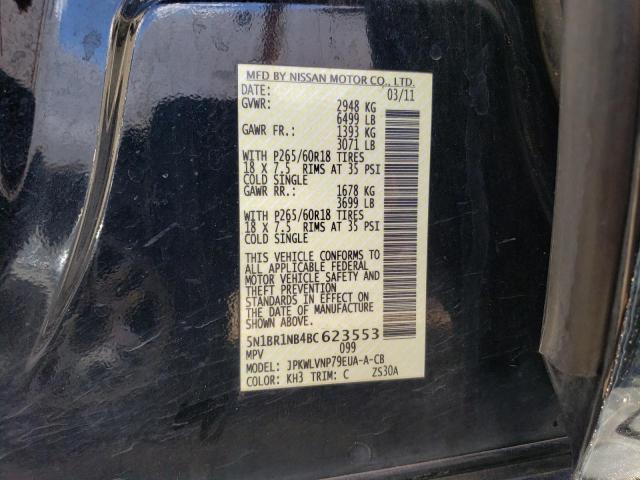 MFD BY NISSAN MOTOR CO., LTD.
DATE: 03/11
GVWR: 2948 KG
6499 LB
GAWR FR.: 1393 KG
3071 LB
WITH P265/60R18 TIRES
18 X 7.5 RIMS AT 35 PSI
COLD SINGLE
GAWR RR.: 1678 KG
3699 LB
WITH P265/60R18 TIRES
18 X 7.5 RIMS AT 35 PSI
COLD SINGLE
THIS VEHICLE CONFORMS TO
ALL APPLICABLE FEDERAL
MOTOR VEHICLE SAFETY AND
THEFT PREVENTION
STANDARDS IN EFFECT ON
THE DATE OF MANUFACTURE
SHOWN ABOVE.
5N1BR1NB4BC623553
MPV 099
MODEL: JPKWLVNP79EUA-A-CB
COLOR: KH3 TRIM: C ZS30A